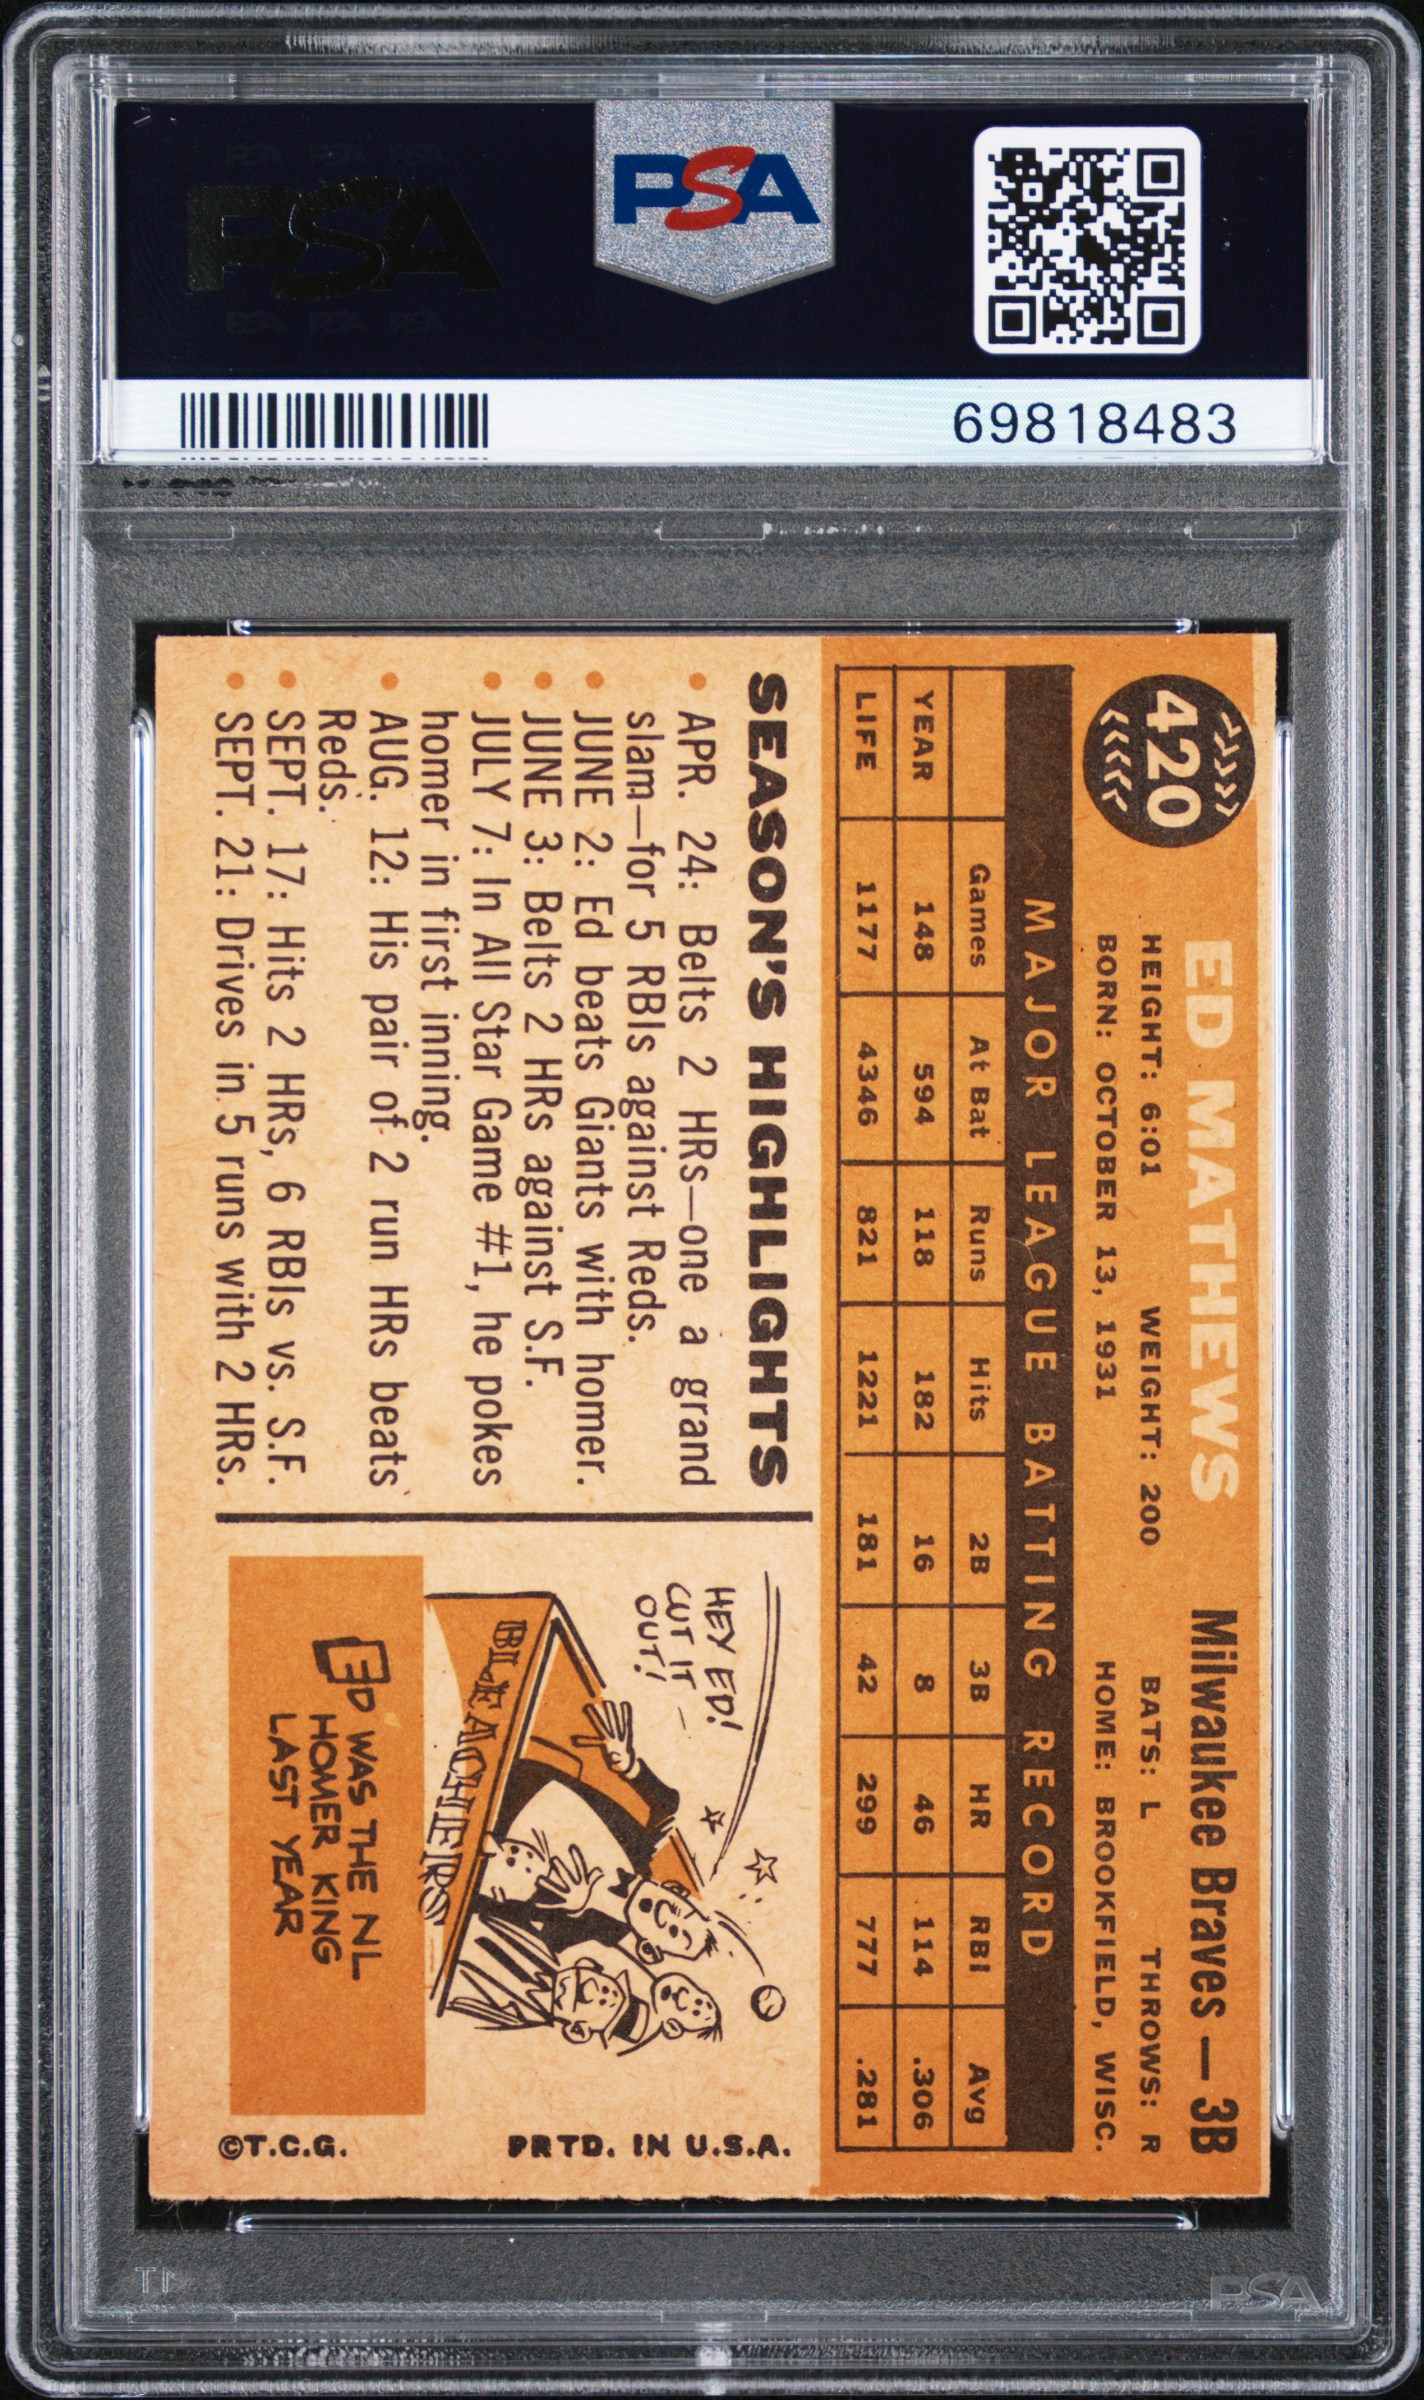 PSA
PSA
69818483
420
ED MATHEWS Milwaukee Braves — 3B
HEIGHT: 6:01 WEIGHT: 200 BATS: L THROWS: R
BORN: OCTOBER 13, 1931 HOME: BROOKFIELD, WISC.
MAJOR LEAGUE BATTING RECORD
Games At Bat Runs Hits 2B 3B HR RBI Avg
YEAR 148 594 118 182 16 8 46 114 .306
LIFE 1177 4346 821 1221 181 42 299 777 .281
SEASON'S HIGHLIGHTS
• APR. 24: Belts 2 HRs—one a grand
slam—for 5 RBIs against Reds.
• JUNE 2: Ed beats Giants with homer.
• JUNE 3: Belts 2 HRs against S.F.
• JULY 7: In All Star Game #1, he pokes
homer in first inning.
• AUG. 12: His pair of 2 run HRs beats
Reds.
• SEPT. 17: Hits 2 HRs, 6 RBIs vs. S.F.
• SEPT. 21: Drives in 5 runs with 2 HRs.
HEY ED!
CUT IT —
OUT!
BLEACHERS
ED WAS THE NL
HOMER KING
LAST YEAR
PRTD. IN U.S.A.
©T.C.G.
PSA